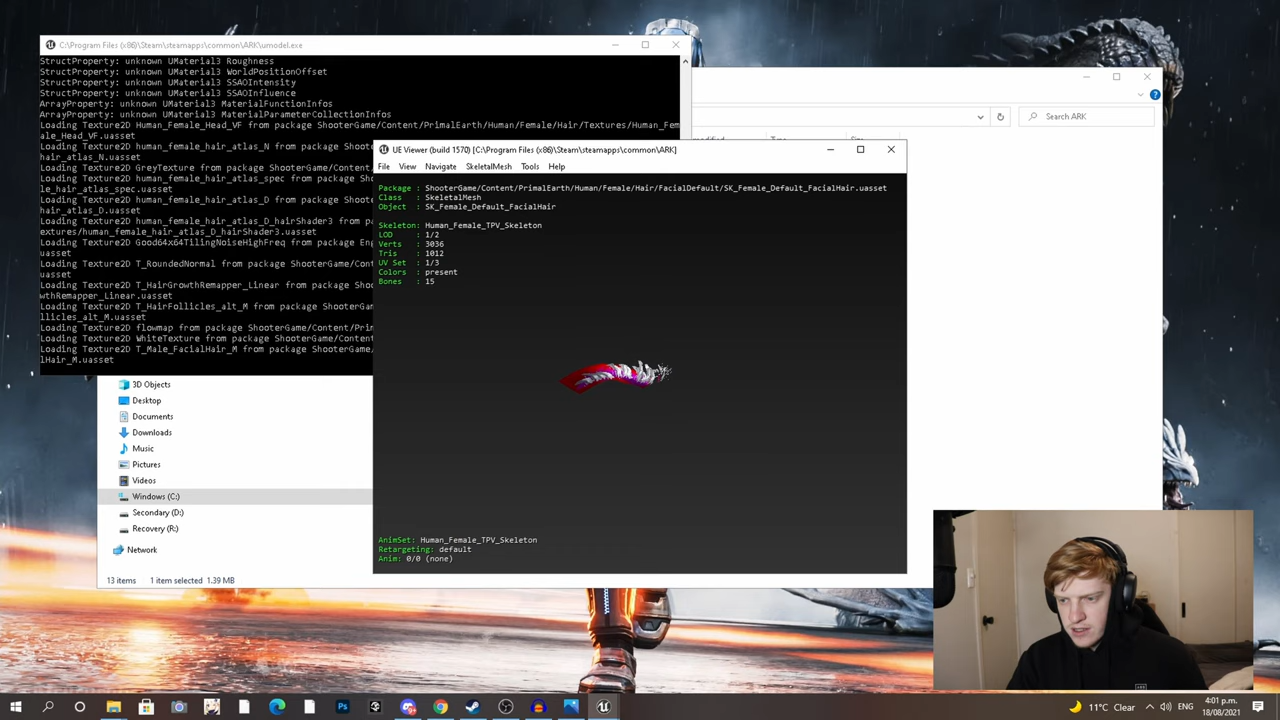 C:\Program Files (x86)\Steam\steamapps\common\ARK\umodel.exe
StructProperty: unknown UMaterial3 Roughness
StructProperty: unknown UMaterial3 WorldPositionOffset
StructProperty: unknown UMaterial3 SSAOIntensity
StructProperty: unknown UMaterial3 SSAOInfluence
ArrayProperty: unknown UMaterial3 MaterialFunctionInfos
ArrayProperty: unknown UMaterial3 MaterialParameterCollectionInfos
Loading Texture2D Human_Female_Head_VF from package ShooterGame/Content/PrimalEarth/Human/Female/Hair/Textures/Human_Fem
ale_Head_VF.uasset
Loading Texture2D human_female_hair_atlas_N from package
hair_atlas_N.uasset
Loading Texture2D GreyTexture from package ShooterGame/Content
Loading Texture2D human_female_hair_atlas_spec from package
le_hair_atlas_spec.uasset
Loading Texture2D human_female_hair_atlas_D from package S
hair_atlas_D.uasset
Loading Texture2D human_female_hair_atlas_D_hairShader3 from
extures/human_female_hair_atlas_D_hairShader3.uasset
Loading Texture2D Good64x64TilingNoiseHighFreq from package Eng
uasset
Loading Texture2D T_RoundedNormal from package ShooterGame/Cont
uasset
Loading Texture2D T_HairGrowthRemapper_Linear from package Shoo
wthRemapper_Linear.uasset
Loading Texture2D T_HairFollicles_alt_M from package ShooterGam
llicles_alt_M.uasset
Loading Texture2D flowmap from package ShooterGame/Content/Prim
Loading Texture2D WhiteTexture from package ShooterGame/Content
Loading Texture2D T_Male_FacialHair_M from package ShooterGame/
lHair_M.uasset
Search ARK
UE Viewer (build 1570) [C:\Program Files (x86)\Steam\steamapps\common\ARK]
File View Navigate SkeletalMesh Tools Help
Package : ShooterGame/Content/PrimalEarth/Human/Female/Hair/FacialDefault/SK_Female_Default_FacialHair.uasset
Class : SkeletalMesh
Object : SK_Female_Default_FacialHair
Skeleton: Human_Female_TPV_Skeleton
LOD : 1/2
Verts : 3036
Tris : 1012
UV Set : 1/3
Colors : present
Bones : 15
AnimSet: Human_Female_TPV_Skeleton
Retargeting: default
Anim: 0/0 (none)
3D Objects
Desktop
Documents
Downloads
Music
Pictures
Videos
Windows (C:)
Secondary (D:)
Recovery (R:)
Network
13 items 1 item selected 1.39 MB
11°C Clear
ENG
4:01 p.m.
18/08/2021